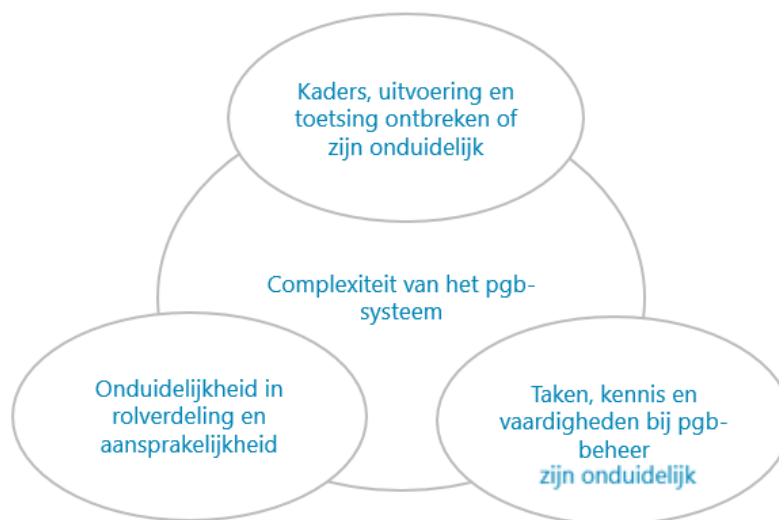 Kaders, uitvoering en
toetsing ontbreken of
zijn onduidelijk
Complexiteit van het pgb-
systeem
Onduidelijkheid in
rolverdeling en
aansprakelijkheid
Taken, kennis en
vaardigheden bij pgb-
beheer
zijn onduidelijk